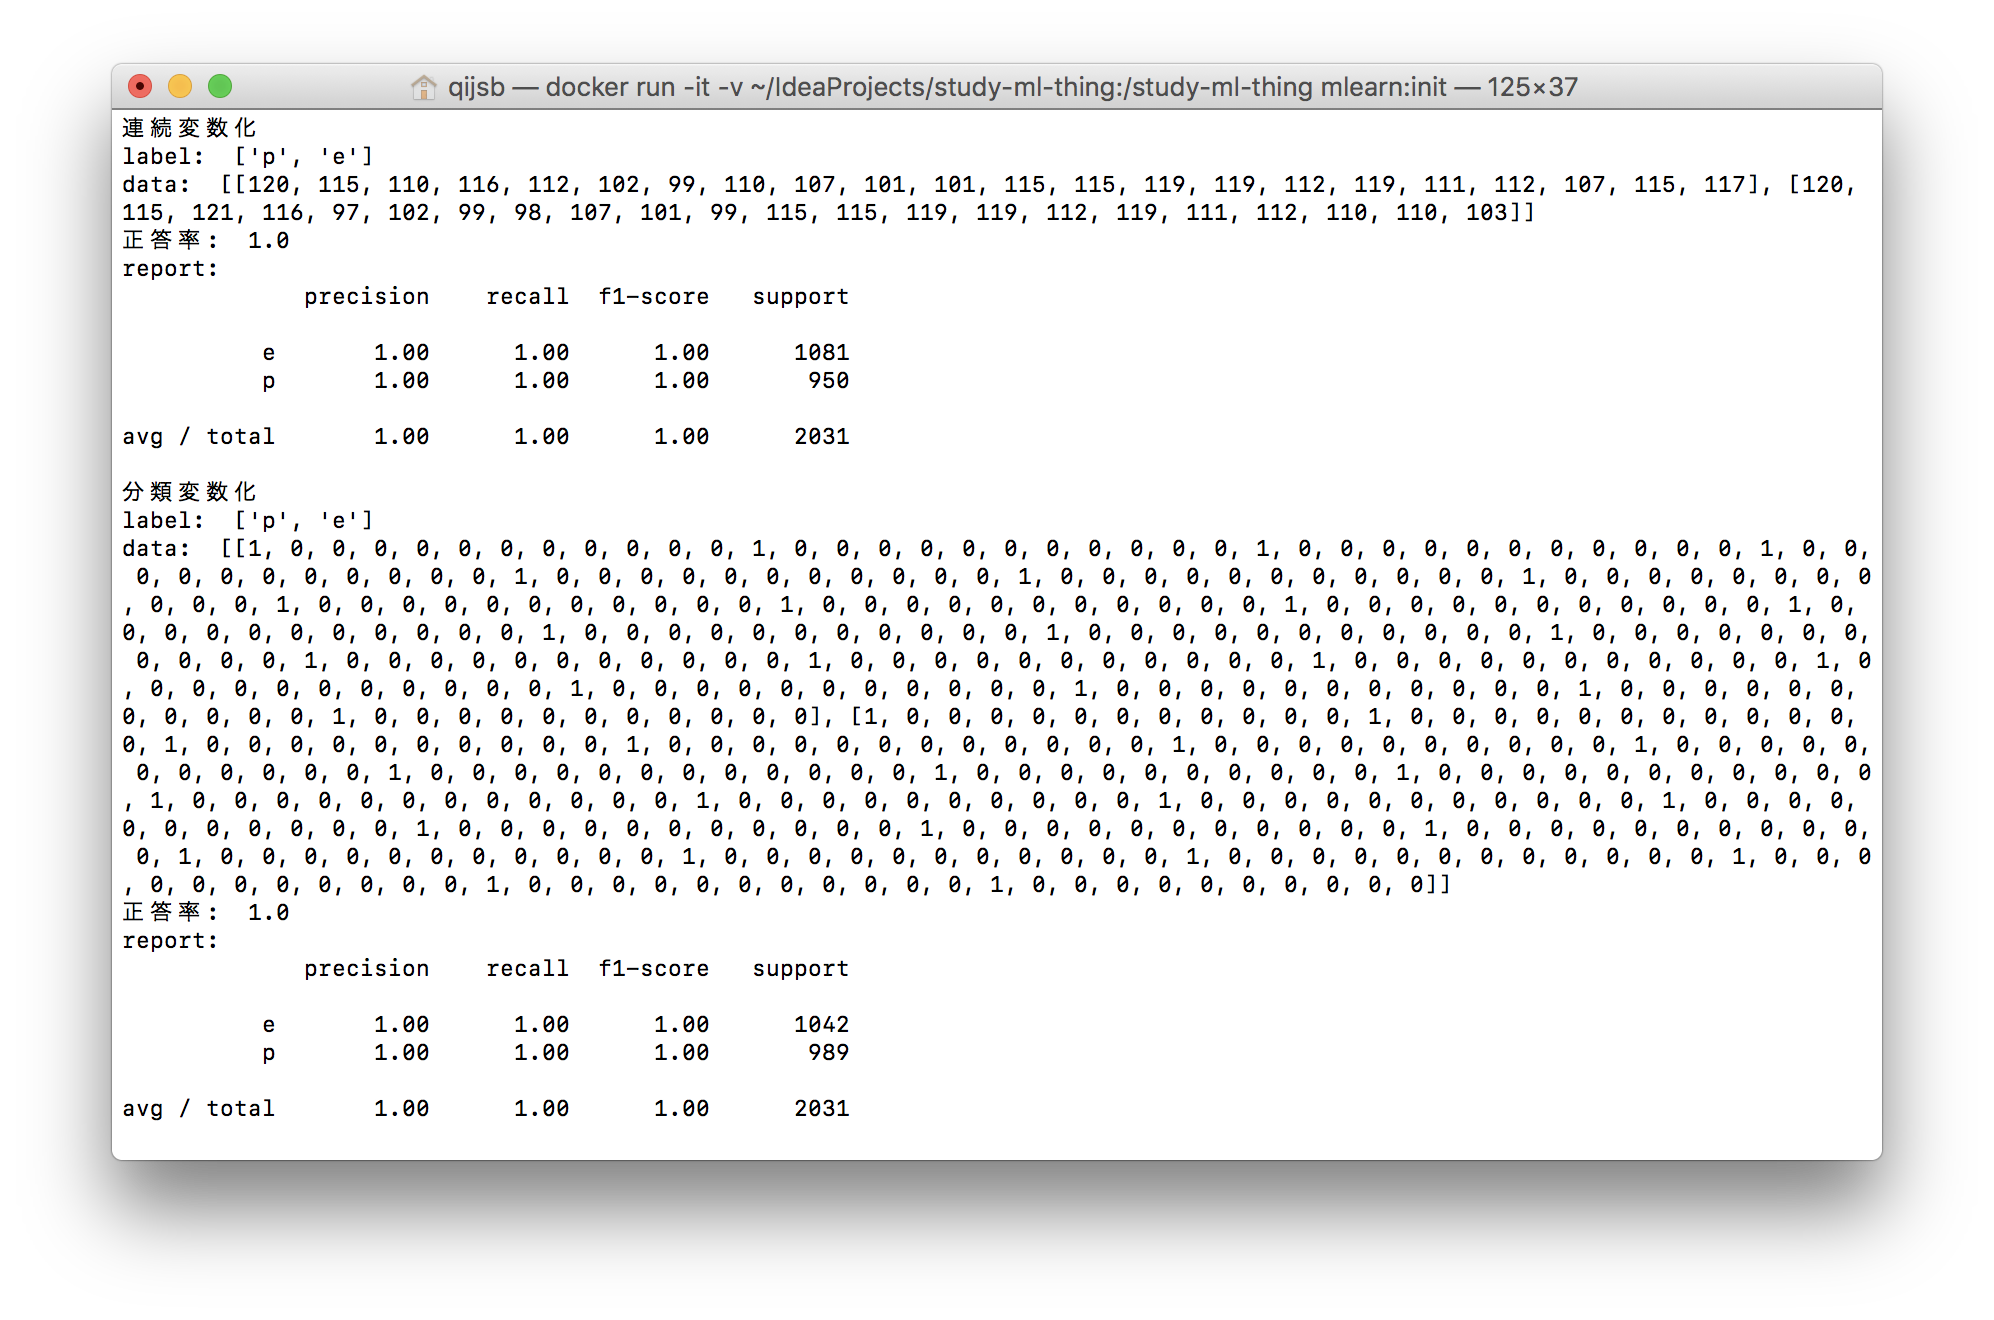 qijsb — docker run -it -v ~/IdeaProjects/study-ml-thing:/study-ml-thing mlearn:init — 125×37
連続変数化
label:  ['p', 'e']
data:  [[120, 115, 110, 116, 112, 102, 99, 110, 107, 101, 101, 115, 115, 119, 119, 112, 119, 111, 112, 107, 115, 117], [120,
115, 121, 116, 97, 102, 99, 98, 107, 101, 99, 115, 115, 119, 119, 112, 119, 111, 112, 110, 110, 103]]
正答率:  1.0
report:
             precision    recall  f1-score   support
          e       1.00      1.00      1.00      1081
          p       1.00      1.00      1.00       950
avg / total       1.00      1.00      1.00      2031
分類変数化
label:  ['p', 'e']
data:  [[1, 0, 0, 0, 0, 0, 0, 0, 0, 0, 0, 0, 1, 0, 0, 0, 0, 0, 0, 0, 0, 0, 0, 0, 1, 0, 0, 0, 0, 0, 0, 0, 0, 0, 0, 0, 1, 0, 0,
 0, 0, 0, 0, 0, 0, 0, 0, 0, 1, 0, 0, 0, 0, 0, 0, 0, 0, 0, 0, 0, 1, 0, 0, 0, 0, 0, 0, 0, 0, 0, 0, 0, 1, 0, 0, 0, 0, 0, 0, 0, 0
, 0, 0, 0, 1, 0, 0, 0, 0, 0, 0, 0, 0, 0, 0, 0, 1, 0, 0, 0, 0, 0, 0, 0, 0, 0, 0, 0, 1, 0, 0, 0, 0, 0, 0, 0, 0, 0, 0, 0, 1, 0,
0, 0, 0, 0, 0, 0, 0, 0, 0, 0, 1, 0, 0, 0, 0, 0, 0, 0, 0, 0, 0, 0, 1, 0, 0, 0, 0, 0, 0, 0, 0, 0, 0, 0, 1, 0, 0, 0, 0, 0, 0, 0,
 0, 0, 0, 0, 1, 0, 0, 0, 0, 0, 0, 0, 0, 0, 0, 0, 1, 0, 0, 0, 0, 0, 0, 0, 0, 0, 0, 0, 1, 0, 0, 0, 0, 0, 0, 0, 0, 0, 0, 0, 1, 0
, 0, 0, 0, 0, 0, 0, 0, 0, 0, 0, 1, 0, 0, 0, 0, 0, 0, 0, 0, 0, 0, 0, 1, 0, 0, 0, 0, 0, 0, 0, 0, 0, 0, 0, 1, 0, 0, 0, 0, 0, 0,
0, 0, 0, 0, 0, 1, 0, 0, 0, 0, 0, 0, 0, 0, 0, 0, 0], [1, 0, 0, 0, 0, 0, 0, 0, 0, 0, 0, 0, 1, 0, 0, 0, 0, 0, 0, 0, 0, 0, 0, 0,
0, 1, 0, 0, 0, 0, 0, 0, 0, 0, 0, 0, 1, 0, 0, 0, 0, 0, 0, 0, 0, 0, 0, 0, 0, 1, 0, 0, 0, 0, 0, 0, 0, 0, 0, 0, 1, 0, 0, 0, 0, 0,
 0, 0, 0, 0, 0, 0, 1, 0, 0, 0, 0, 0, 0, 0, 0, 0, 0, 0, 0, 1, 0, 0, 0, 0, 0, 0, 0, 0, 0, 0, 1, 0, 0, 0, 0, 0, 0, 0, 0, 0, 0, 0
, 1, 0, 0, 0, 0, 0, 0, 0, 0, 0, 0, 0, 0, 1, 0, 0, 0, 0, 0, 0, 0, 0, 0, 0, 1, 0, 0, 0, 0, 0, 0, 0, 0, 0, 0, 0, 1, 0, 0, 0, 0,
0, 0, 0, 0, 0, 0, 0, 1, 0, 0, 0, 0, 0, 0, 0, 0, 0, 0, 0, 1, 0, 0, 0, 0, 0, 0, 0, 0, 0, 0, 0, 1, 0, 0, 0, 0, 0, 0, 0, 0, 0, 0,
 0, 1, 0, 0, 0, 0, 0, 0, 0, 0, 0, 0, 0, 1, 0, 0, 0, 0, 0, 0, 0, 0, 0, 0, 0, 1, 0, 0, 0, 0, 0, 0, 0, 0, 0, 0, 0, 0, 1, 0, 0, 0
, 0, 0, 0, 0, 0, 0, 0, 0, 1, 0, 0, 0, 0, 0, 0, 0, 0, 0, 0, 0, 1, 0, 0, 0, 0, 0, 0, 0, 0, 0, 0]]
正答率:  1.0
report:
             precision    recall  f1-score   support
          e       1.00      1.00      1.00      1042
          p       1.00      1.00      1.00       989
avg / total       1.00      1.00      1.00      2031